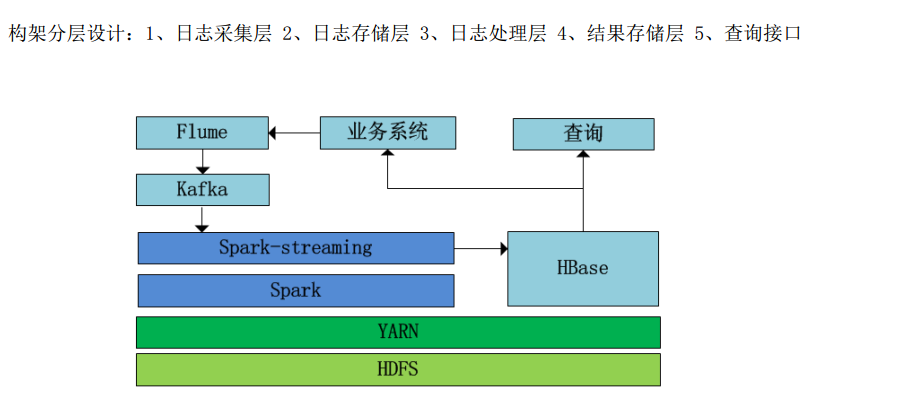 构架分层设计：1、日志采集层 2、日志存储层 3、日志处理层 4、结果存储层 5、查询接口
Flume
业务系统
查询
Kafka
Spark-streaming
HBase
Spark
YARN
HDFS